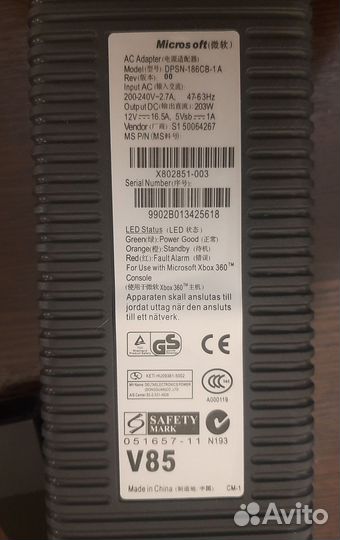 Microsoft(微软)
AC Adapter(电源适配器)
Model(型号): DPSN-186CB-1A
Rev(版本): 00
Input AC(输入交流)
200-240V~2.7A, 47-63Hz
Output DC(输出直流): 203W
12V⎓16.5A, 5Vsb⎓1A
Vendor(厂商): S1 50064267
MS P/N(MS料号)
X802851-003
Serial Number(序号):
9902B013425618
LED Status (LED 状态)
Green(绿):Power Good (正常)
Orange(橙):Standby (待机)
Red(红):Fault Alarm (错误)
For Use with Microsoft Xbox 360™
Console
(使用于微软Xbox 360™主机)
Apparaten skall anslutas till
jordat uttag när den ansluts
till ett nätverk.
GS
CE
CCC
A000119
SAFETY
MARK
051657-11
N193
V85
Made in China (制造地: 中国)
CM-1
Avito